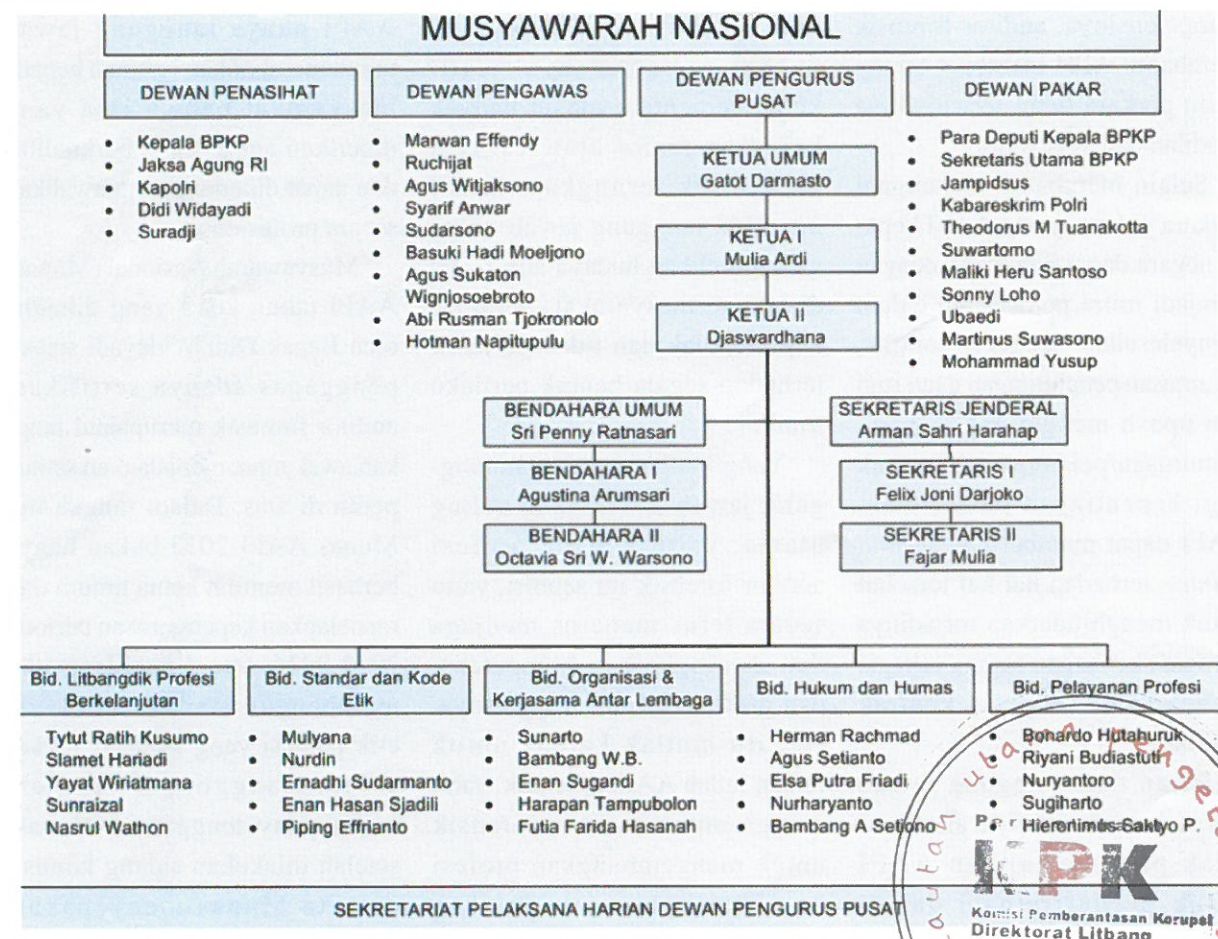 MUSYAWARAH NASIONAL
DEWAN PENASIHAT
• Kepala BPKP
• Jaksa Agung RI
• Kapolri
• Didi Widayadi
• Suradji
DEWAN PENGAWAS
• Marwan Effendy
• Ruchijat
• Agus Witjaksono
• Syarif Anwar
• Sudarsono
• Basuki Hadi Moeljono
• Agus Sukaton
• Wignjosoebroto
• Abi Rusman Tjokronolo
• Hotman Napitupulu
DEWAN PENGURUS
PUSAT
KETUA UMUM
Gatot Darmasto
KETUA I
Mulia Ardi
KETUA II
Djaswardhana
DEWAN PAKAR
• Para Deputi Kepala BPKP
• Sekretaris Utama BPKP
• Jampidsus
• Kabareskrim Polri
• Theodorus M Tuanakotta
• Suwartomo
• Maliki Heru Santoso
• Sonny Loho
• Ubaedi
• Martinus Suwasono
• Mohammad Yusup
BENDAHARA UMUM
Sri Penny Ratnasari
BENDAHARA I
Agustina Arumsari
BENDAHARA II
Octavia Sri W. Warsono
SEKRETARIS JENDERAL
Arman Sahri Harahap
SEKRETARIS I
Felix Joni Darjoko
SEKRETARIS II
Fajar Mulia
Bid. Litbangdik Profesi
Berkelanjutan
Tytut Ratih Kusumo
Slamet Hariadi
Yayat Wiriatmana
Sunraizal
Nasrul Wathon
Bid. Standar dan Kode
Etik
• Mulyana
• Nurdin
• Ernadhi Sudarmanto
• Enan Hasan Sjadili
• Piping Effrianto
Bid. Organisasi &
Kerjasama Antar Lembaga
• Sunarto
• Bambang W.B.
• Enan Sugandi
• Harapan Tampubolon
• Futia Farida Hasanah
Bid. Hukum dan Humas
• Herman Rachmad
• Agus Setianto
• Elsa Putra Friadi
• Nurharyanto
• Bambang A Setiono
Bid. Pelayanan Profesi
• Bonardo Hutahuruk
• Riyani Budiastuti
• Nuryantoro
• Sugiharto
• Hieronimus Saktyo P.
SEKRETARIAT PELAKSANA HARIAN DEWAN PENGURUS PUSAT
KPK
Komisi Pemberantasan Korupsi
Direktorat Litbang